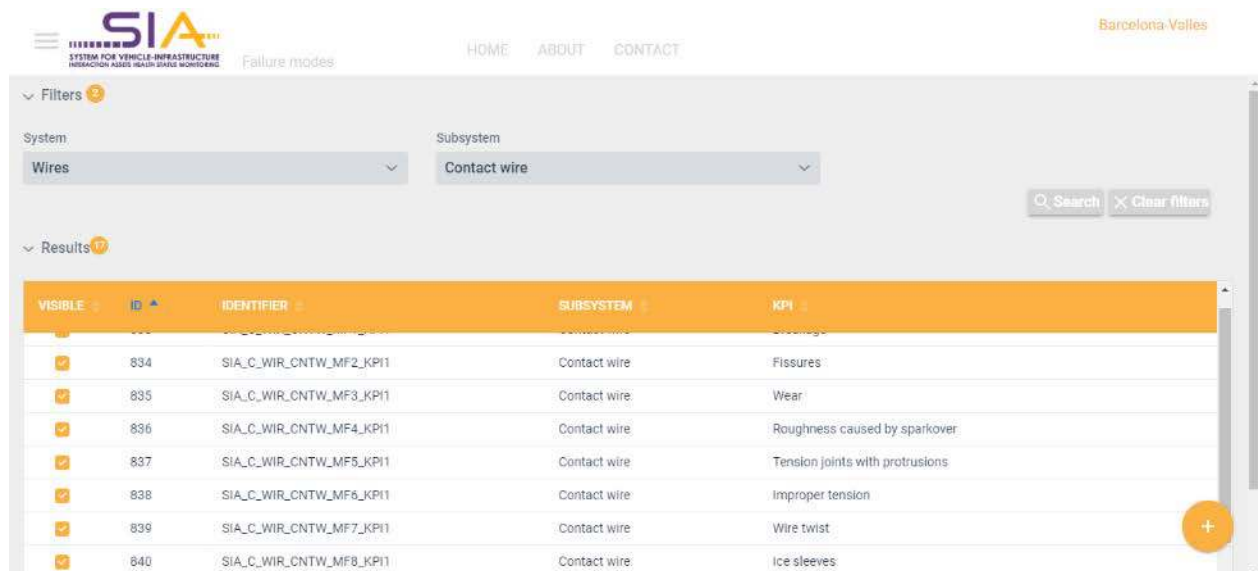 SIA
SYSTEM FOR VEHICLE-INFRASTRUCTURE
INTERACTION ASSETS HEALTH STATUS MONITORING
Failure modes
HOME ABOUT CONTACT
Barcelona-Valles
Filters 2
System Subsystem
Wires Contact wire
Search Clear filters
Results 17
VISIBLE ID IDENTIFIER SUBSYSTEM KPI
834 SIA_C_WIR_CNTW_MF2_KPI1 Contact wire Fissures
835 SIA_C_WIR_CNTW_MF3_KPI1 Contact wire Wear
836 SIA_C_WIR_CNTW_MF4_KPI1 Contact wire Roughness caused by sparkover
837 SIA_C_WIR_CNTW_MF5_KPI1 Contact wire Tension joints with protrusions
838 SIA_C_WIR_CNTW_MF6_KPI1 Contact wire Improper tension
839 SIA_C_WIR_CNTW_MF7_KPI1 Contact wire Wire twist
840 SIA_C_WIR_CNTW_MF8_KPI1 Contact wire Ice sleeves